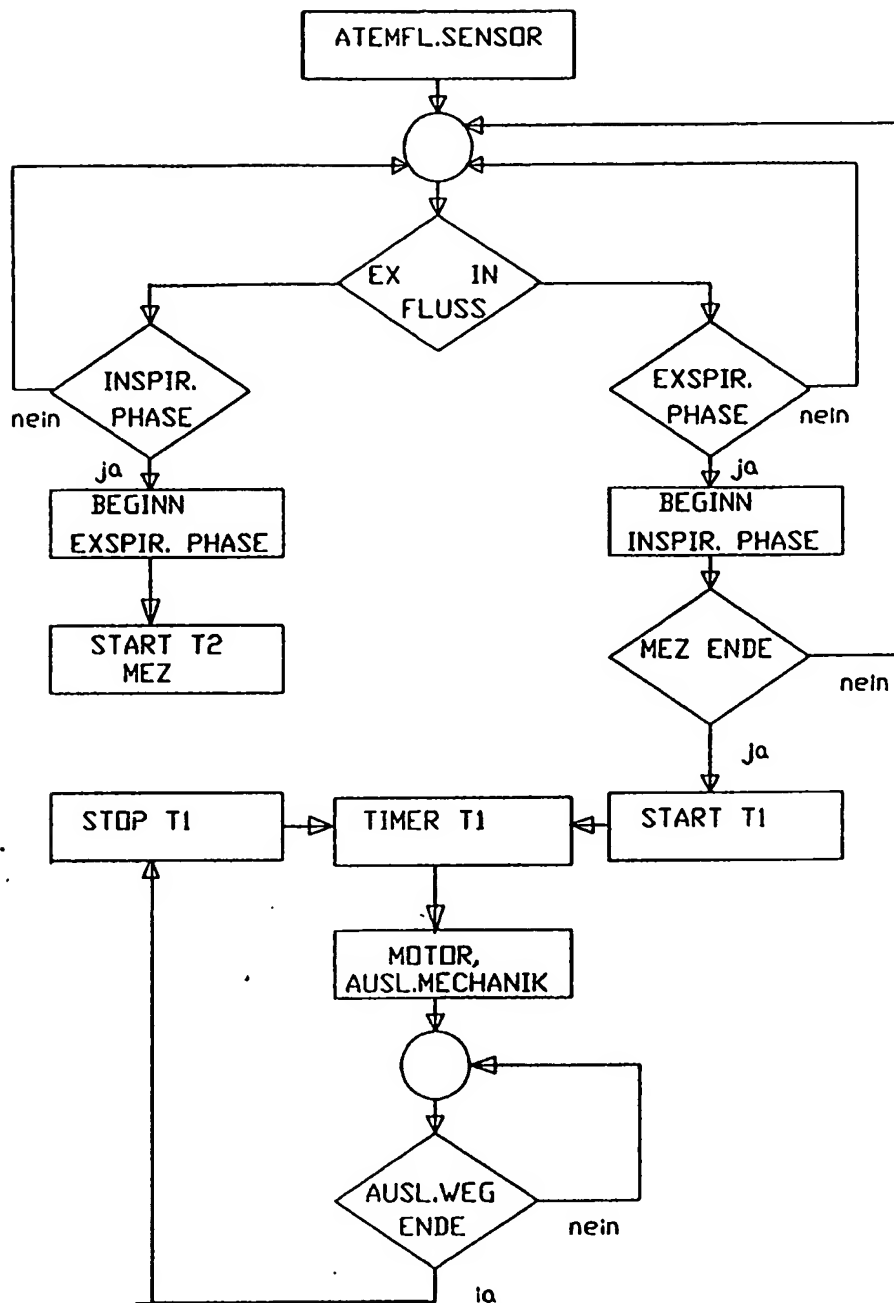 ATEMFL.SENSOR
EX IN
FLUSS
INSPIR.
PHASE
nein
ja
EXSPIR.
PHASE
nein
ja
BEGINN
EXSPIR. PHASE
BEGINN
INSPIR. PHASE
START T2
MEZ
MEZ ENDE
nein
ja
STOP T1
TIMER T1
START T1
MOTOR,
AUSL.MECHANIK
AUSL.WEG
ENDE
nein
ja